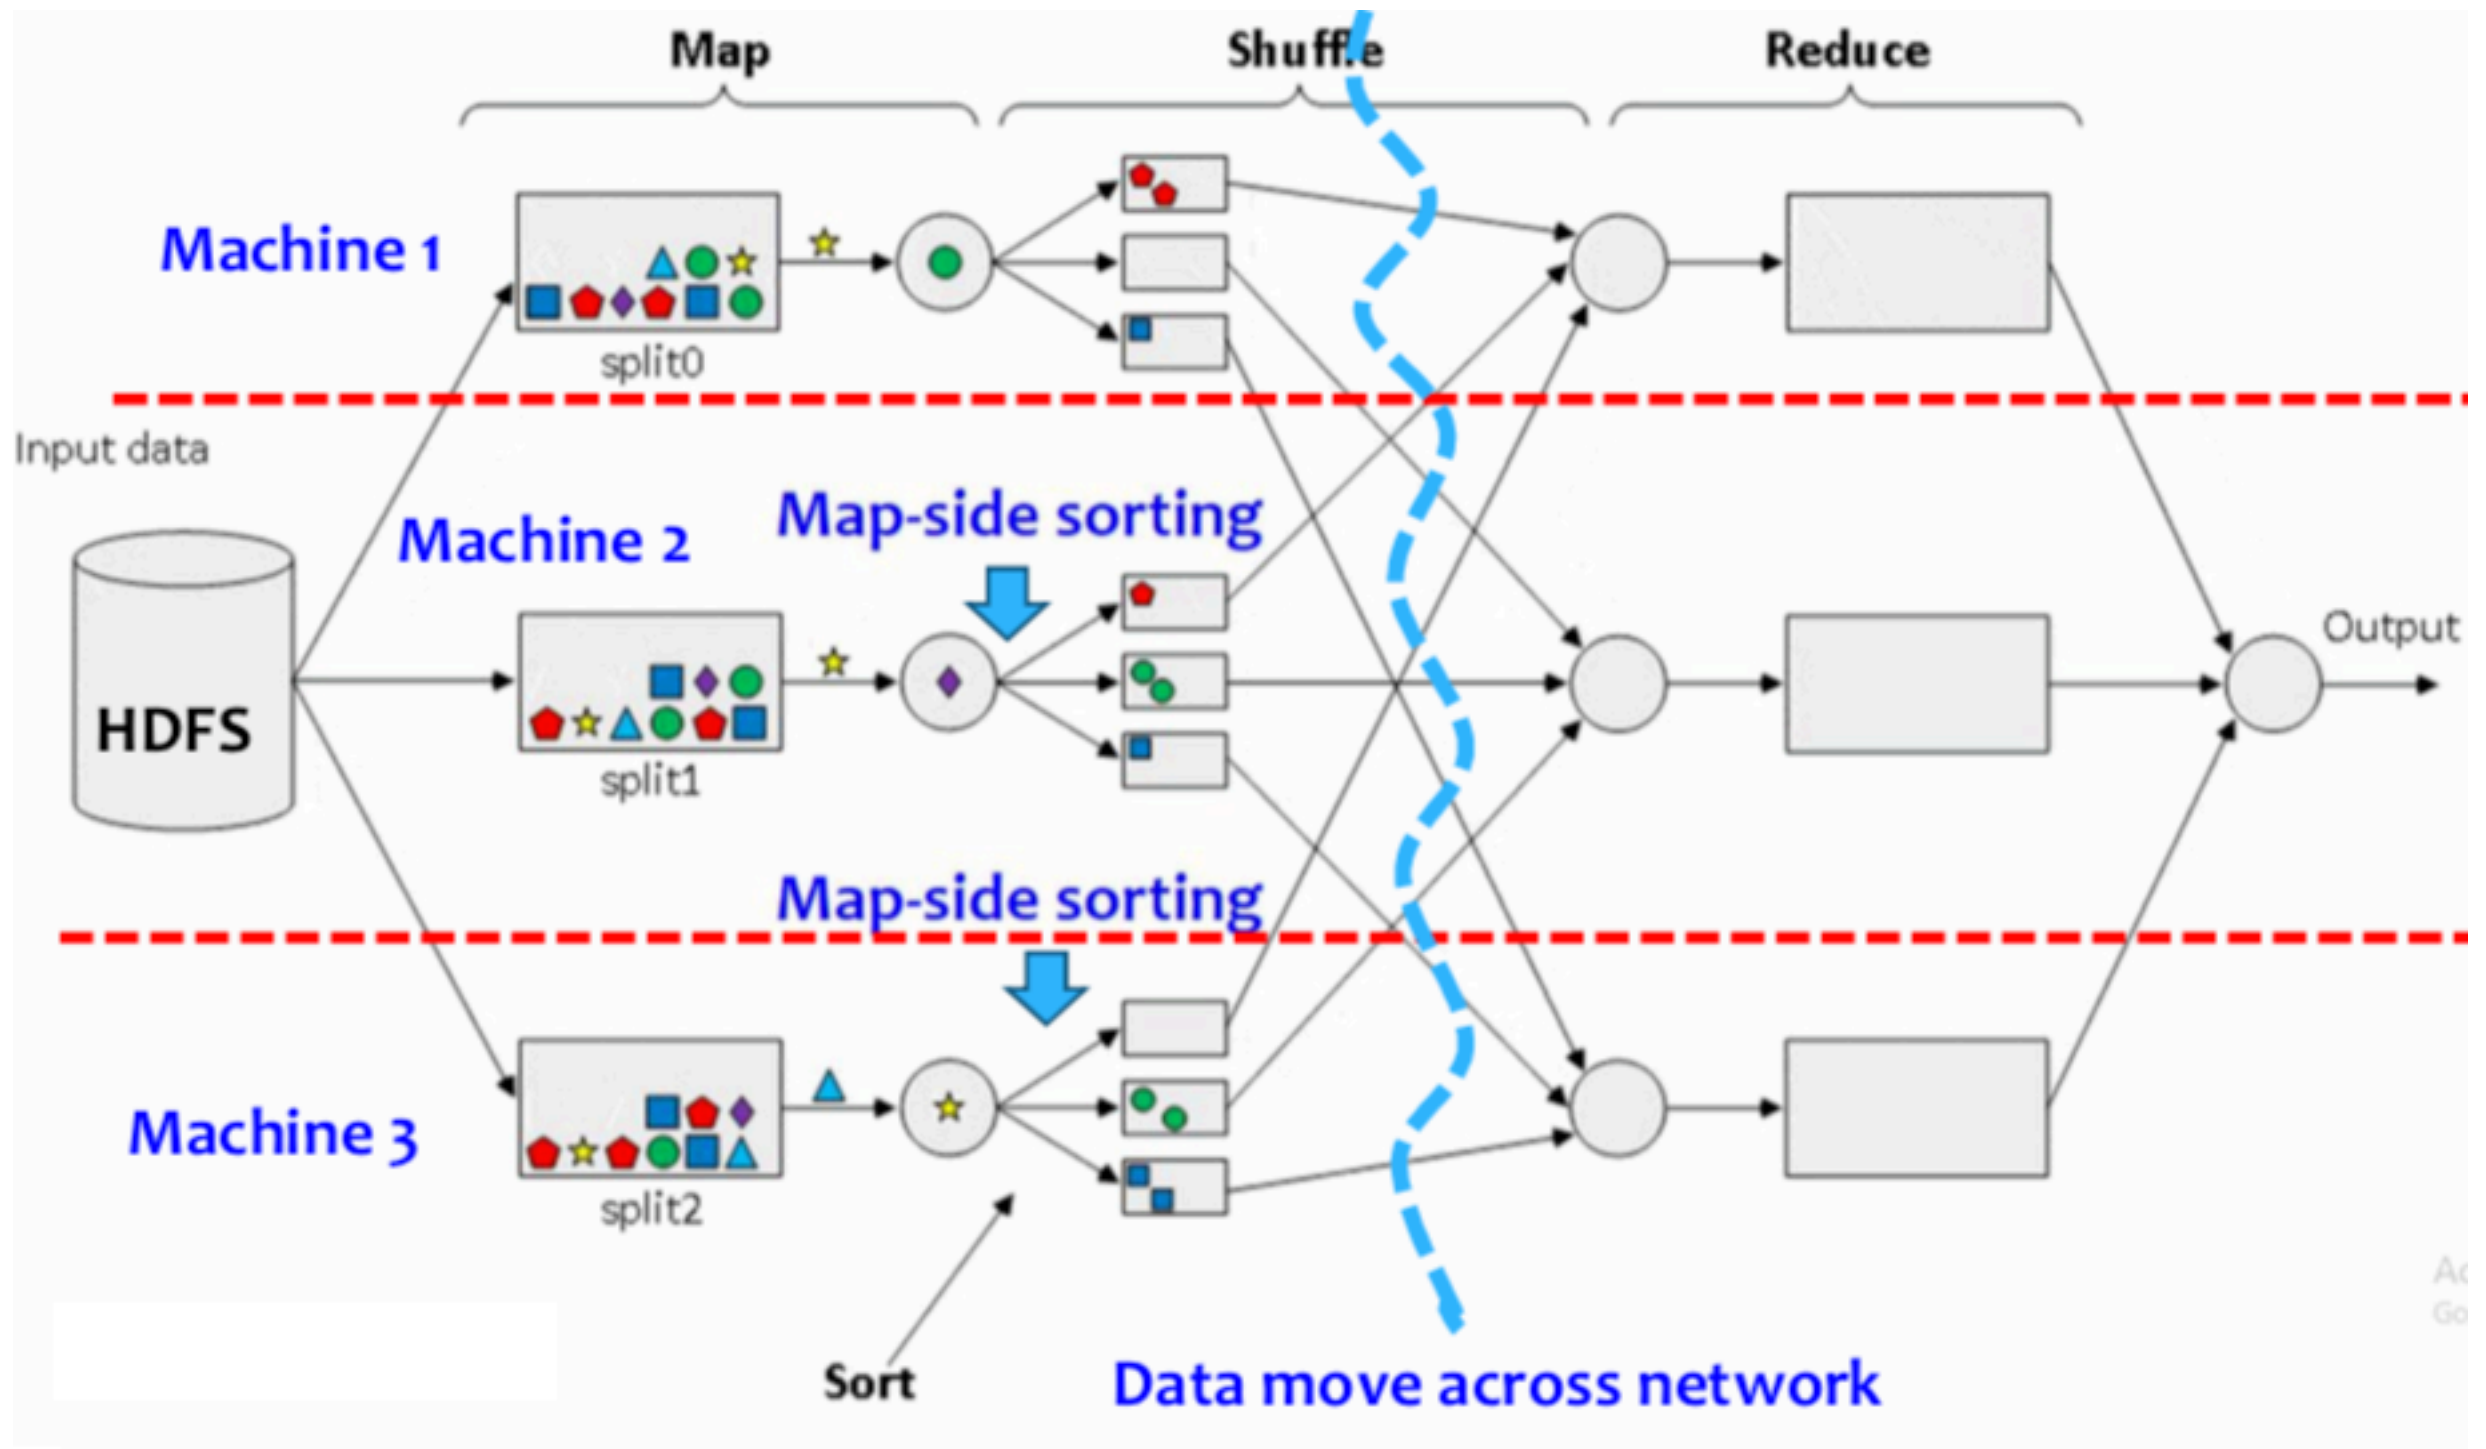 Map
Shuffle
Reduce
Machine 1
split0
Input data
Machine 2
Map-side sorting
HDFS
split1
Output
Map-side sorting
Machine 3
split2
Sort
Data move across network